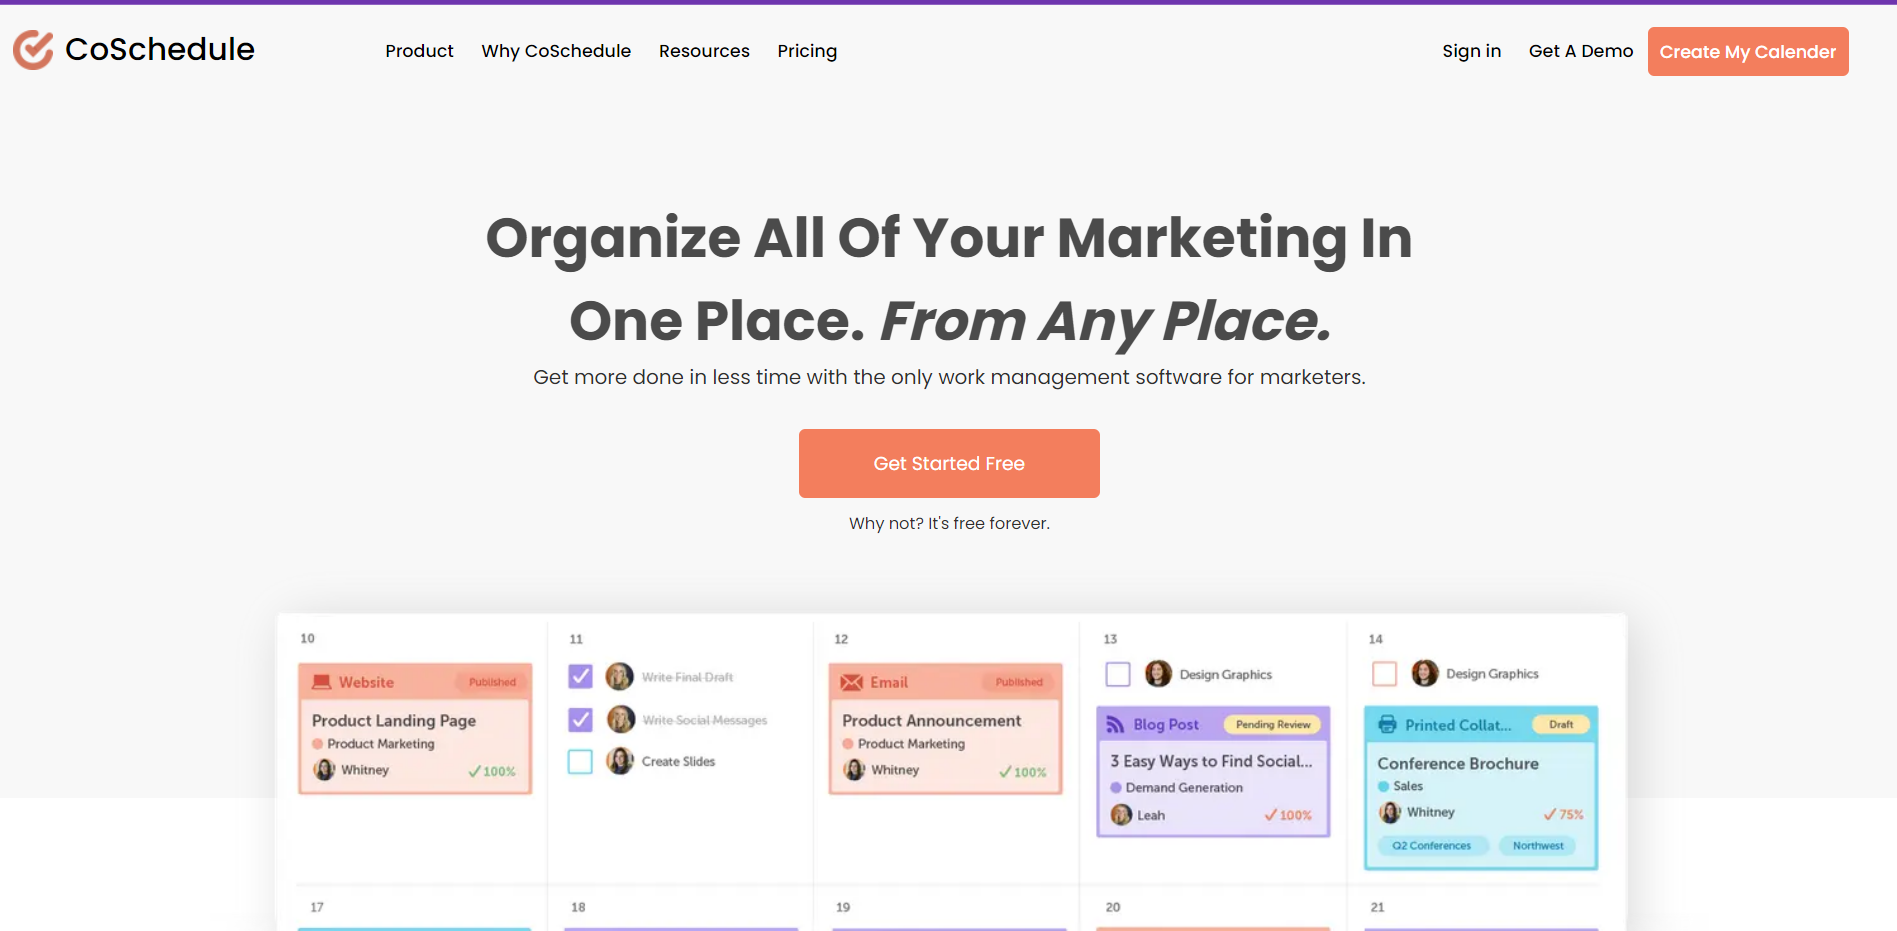 CoSchedule
Product
Why CoSchedule
Resources
Pricing
Sign in
Get A Demo
Create My Calender
Organize All Of Your Marketing In
One Place. From Any Place.
Get more done in less time with the only work management software for marketers.
Get Started Free
Why not? It's free forever.
10
Website
Published
Product Landing Page
Product Marketing
Whitney
100%
11
Write Final Draft
Write Social Messages
Create Slides
12
Email
Published
Product Announcement
Product Marketing
Whitney
100%
13
Design Graphics
Blog Post
Pending Review
3 Easy Ways to Find Social...
Demand Generation
Leah
100%
14
Design Graphics
Printed Collat...
Draft
Conference Brochure
Sales
Whitney
75%
Q2 Conferences
Northwest
17
18
19
20
21